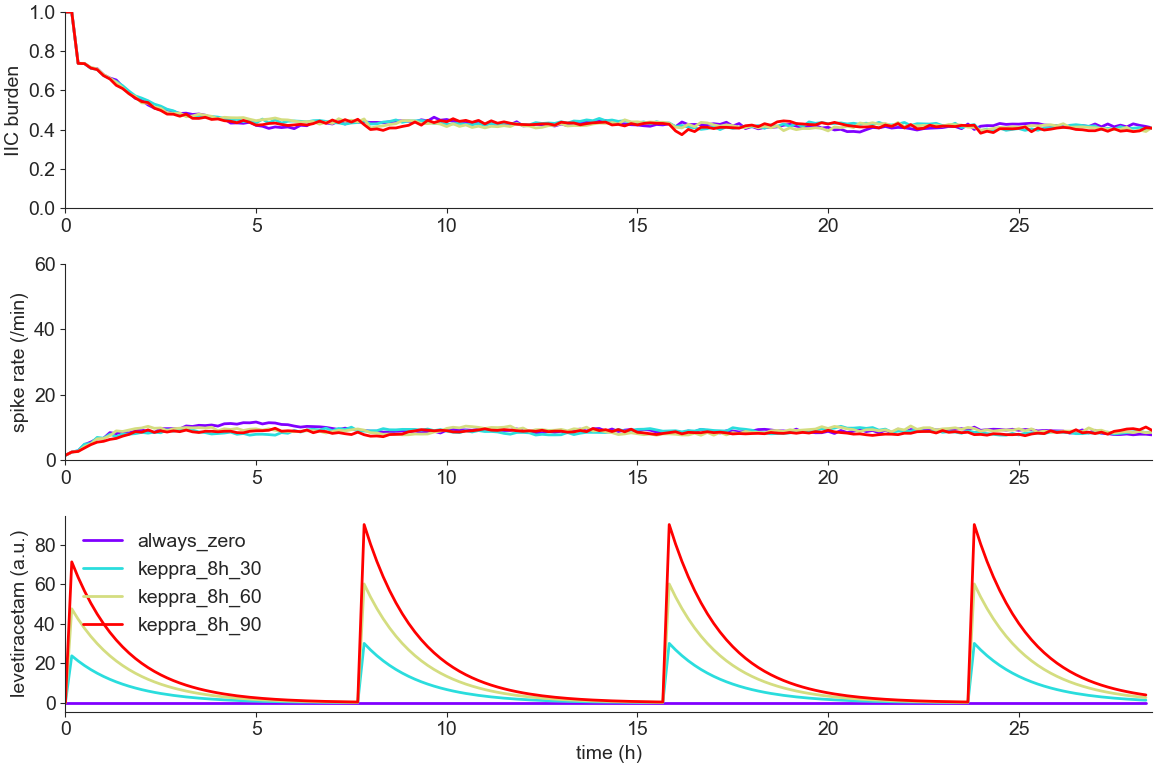 IIC burden
1.0
0.8
0.6
0.4
0.2
0.0
0 5 10 15 20 25
spike rate (/min)
60
40
20
0
0 5 10 15 20 25
levetiracetam (a.u.)
80
60
40
20
0
always_zero
keppra_8h_30
keppra_8h_60
keppra_8h_90
0 5 10 15 20 25
time (h)